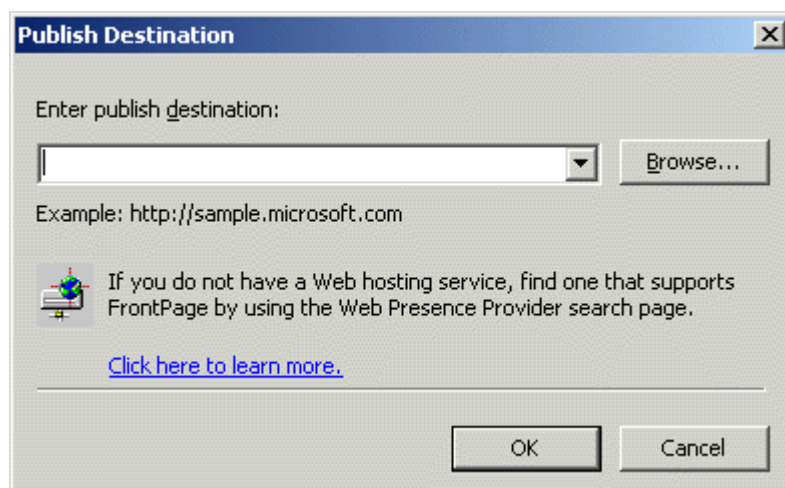 Publish Destination
Enter publish destination:
Browse...
Example: http://sample.microsoft.com
If you do not have a Web hosting service, find one that supports
FrontPage by using the Web Presence Provider search page.
Click here to learn more.
OK
Cancel